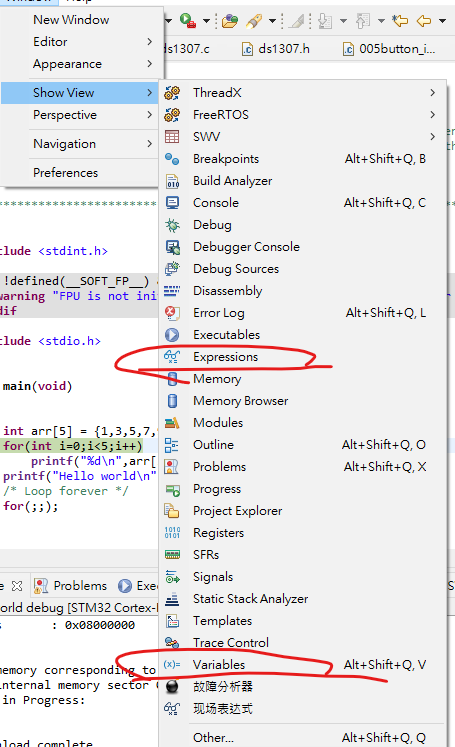 Window Help
New Window
Editor
Appearance
Show View
Perspective
Navigation
Preferences
ds1307.c
ds1307.h
005button_i...
ThreadX
FreeRTOS
SWV
Breakpoints Alt+Shift+Q, B
Build Analyzer
Console Alt+Shift+Q, C
Debug
Debugger Console
Debug Sources
Disassembly
Error Log Alt+Shift+Q, L
Executables
Expressions
Memory
Memory Browser
Modules
Outline Alt+Shift+Q, O
Problems Alt+Shift+Q, X
Progress
Project Explorer
Registers
SFRs
Signals
Static Stack Analyzer
Templates
Trace Control
Variables Alt+Shift+Q, V
故障分析器
现场表达式
Other... Alt+Shift+Q, Q
*****************************
clude <stdint.h>
!defined(__SOFT_FP__)
warning "FPU is not ini
dif
clude <stdio.h>
main(void)
int arr[5] = {1,3,5,7,
for(int i=0;i<5;i++)
printf("%d\n",arr[
printf("Hello world\n"
/* Loop forever */
for(;;);
Problems
Exe
orld debug [STM32 Cortex-
s : 0x08000000
memory corresponding to
internal memory sector
in Progress:
load complete